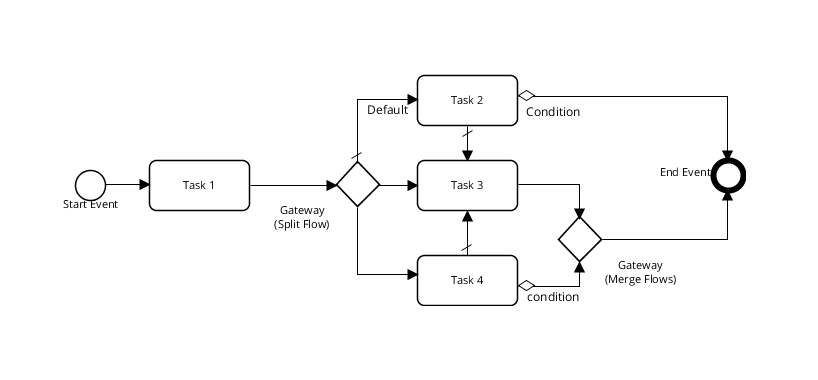 Task 2
Default
Condition
End Event
Task 1
Task 3
Start Event
Gateway
(Split Flow)
Gateway
(Merge Flows)
Task 4
condition